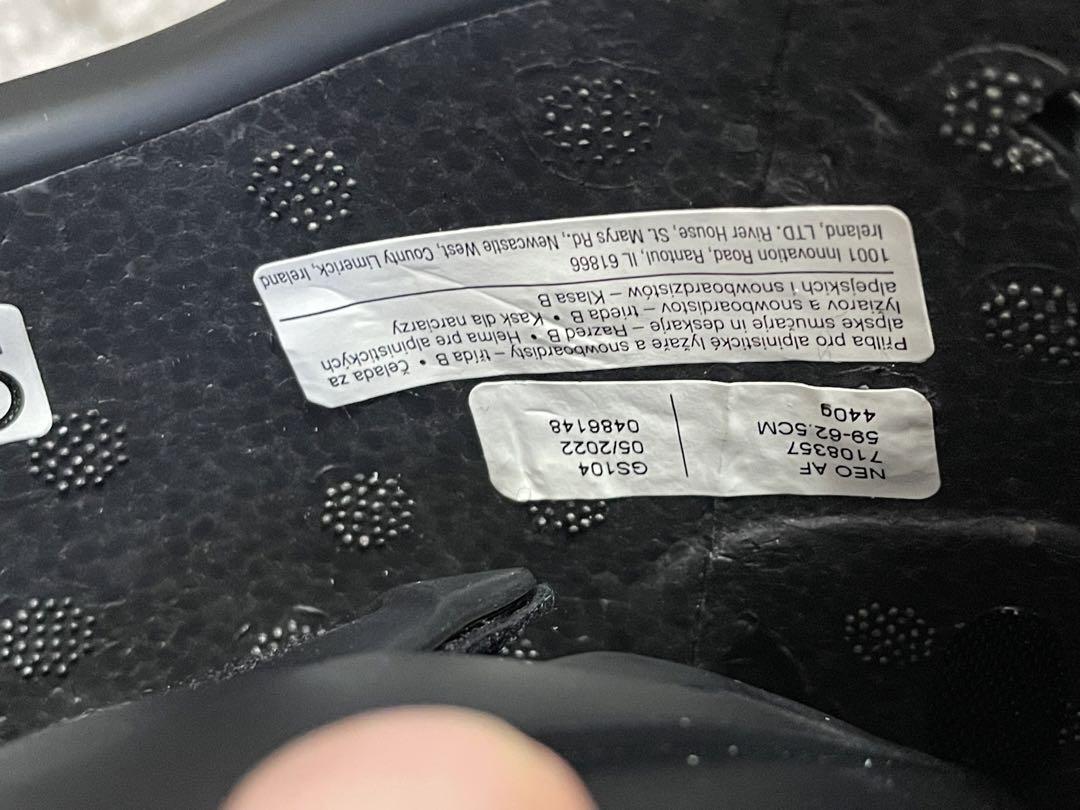 NEO AF
7108357
59-62.5CM
440g
GS104
05/2022
0486148
Přilba pro alpinistické lyžaře a snowboardisty – třída B • Čelada za
alpske smučarje in deskarje – Razred B • Helma pre alpinistických
lyžiarov a snowboardistov – trieda B • Kask dla narciarzy
alpejskich i snowboardzistów – Klasa B
1001 Innovation Road, Rantoul, IL 61866
Ireland, LTD. River House, St. Marys Rd., Newcastle West, County Limerick, Ireland